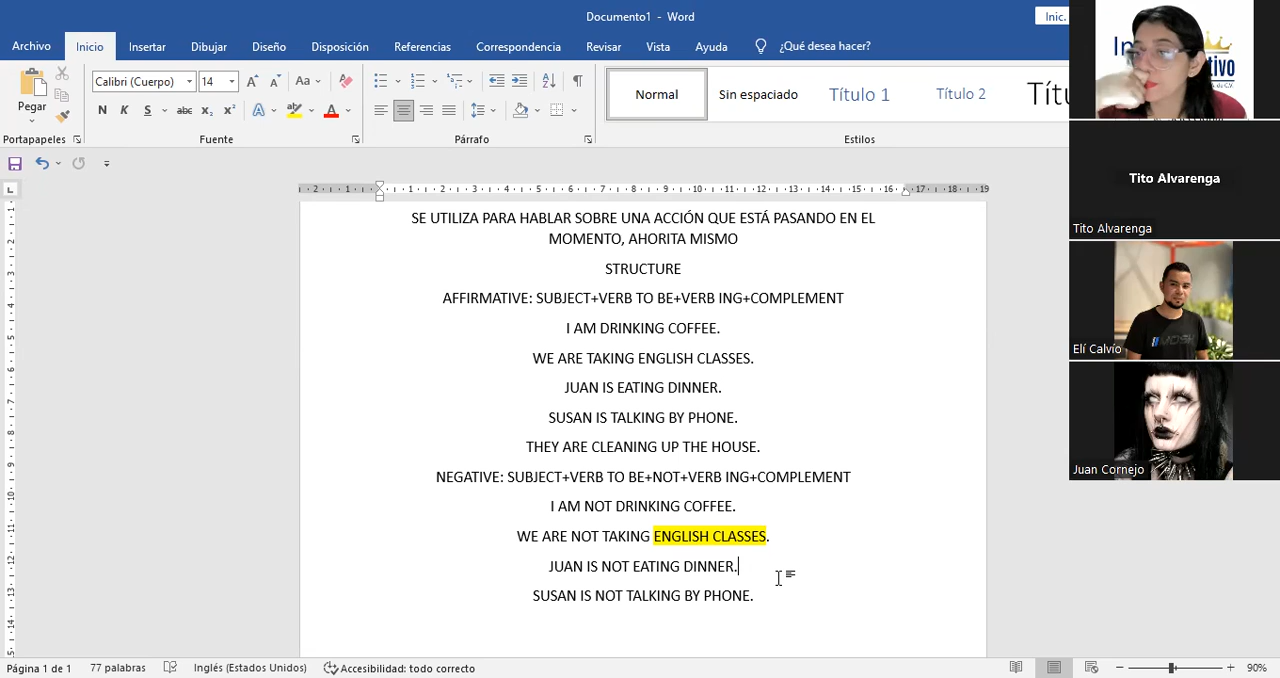 Documento1 - Word
Inic.
Archivo Inicio Insertar Dibujar Diseño Disposición Referencias Correspondencia Revisar Vista Ayuda ¿Qué desea hacer?
Pegar
Calibri (Cuerpo) 14
Normal Sin espaciado Título 1 Título 2
Portapapeles Fuente Párrafo Estilos
SE UTILIZA PARA HABLAR SOBRE UNA ACCIÓN QUE ESTÁ PASANDO EN EL
MOMENTO, AHORITA MISMO
STRUCTURE
AFFIRMATIVE: SUBJECT+VERB TO BE+VERB ING+COMPLEMENT
I AM DRINKING COFFEE.
WE ARE TAKING ENGLISH CLASSES.
JUAN IS EATING DINNER.
SUSAN IS TALKING BY PHONE.
THEY ARE CLEANING UP THE HOUSE.
NEGATIVE: SUBJECT+VERB TO BE+NOT+VERB ING+COMPLEMENT
I AM NOT DRINKING COFFEE.
WE ARE NOT TAKING ENGLISH CLASSES.
JUAN IS NOT EATING DINNER.
SUSAN IS NOT TALKING BY PHONE.
Página 1 de 1 77 palabras Inglés (Estados Unidos) Accesibilidad: todo correcto 90%
Tito Alvarenga
Tito Alvarenga
Elí Calvío
Juan Cornejo